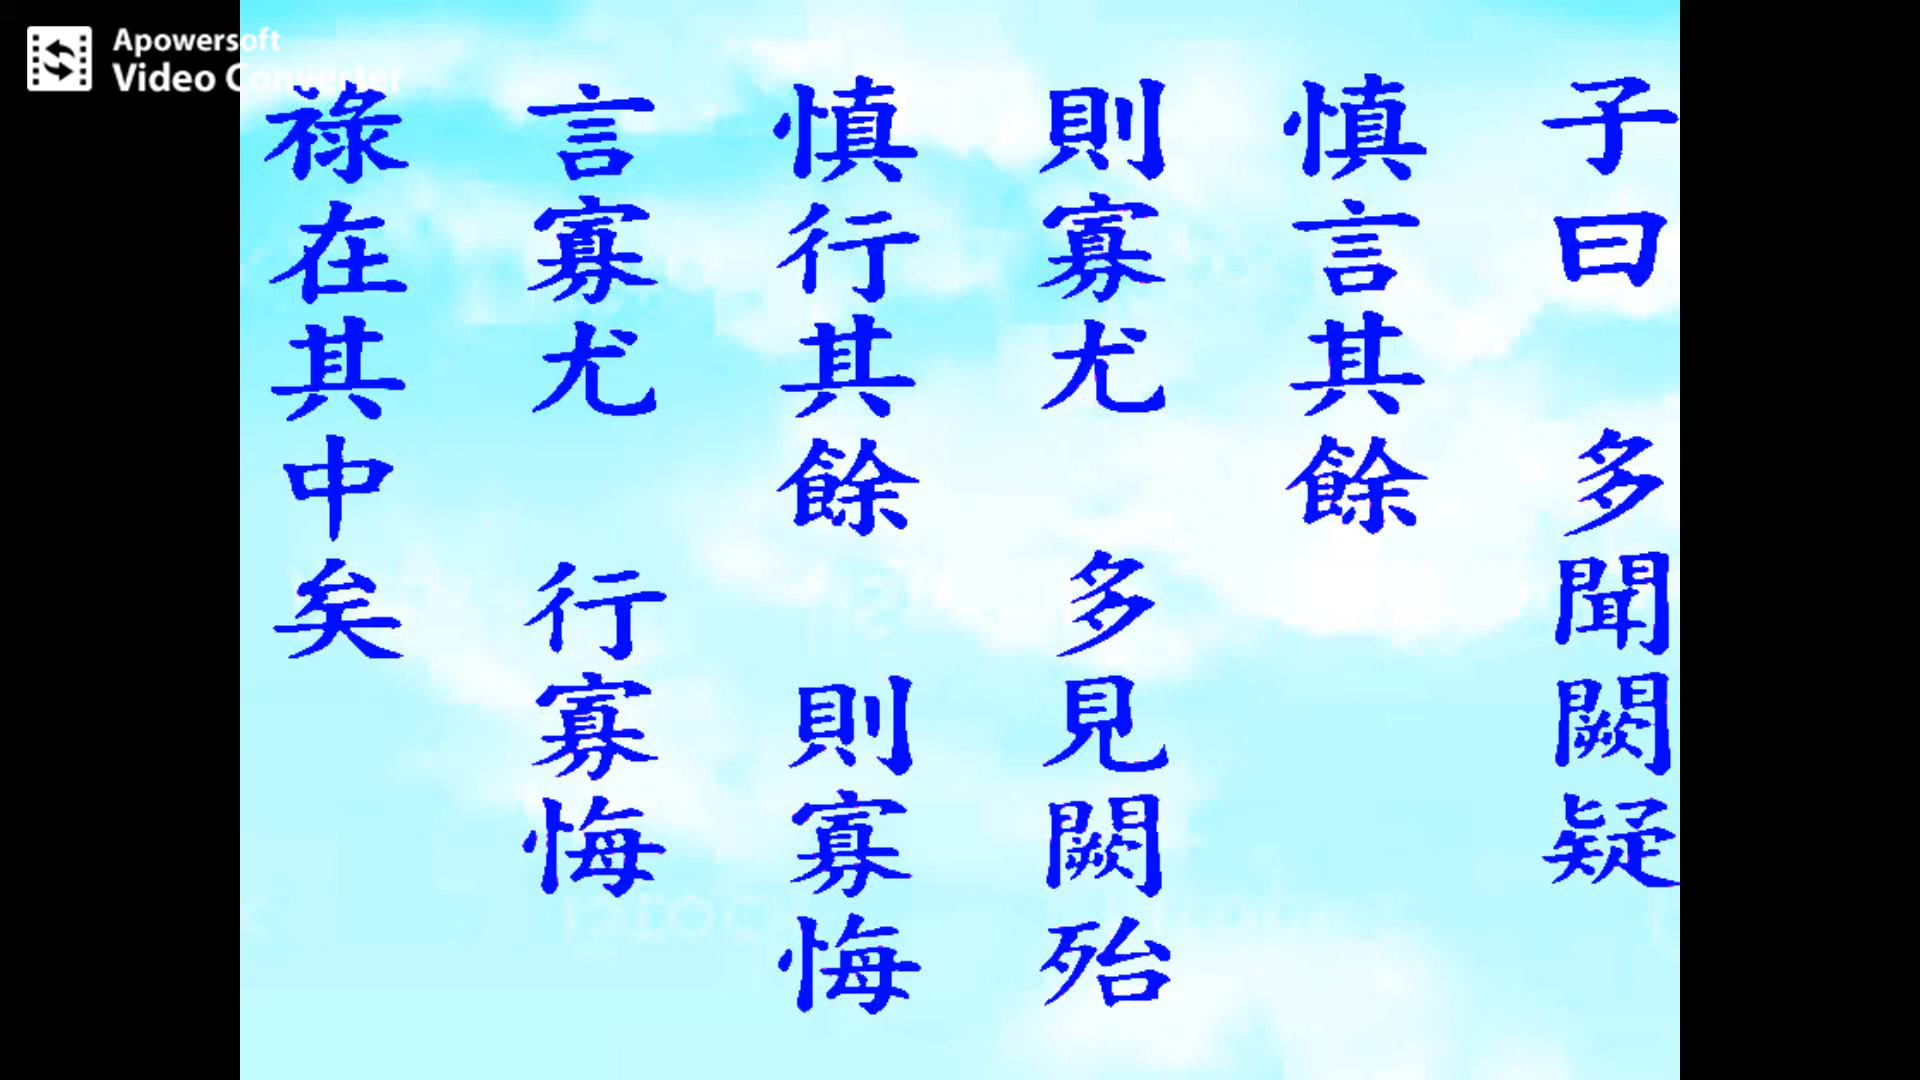 Apowersoft
Video Converter
子曰 多聞闕疑
慎言其餘
則寡尤 多見闕殆
慎行其餘 則寡悔
言寡尤 行寡悔
祿在其中矣